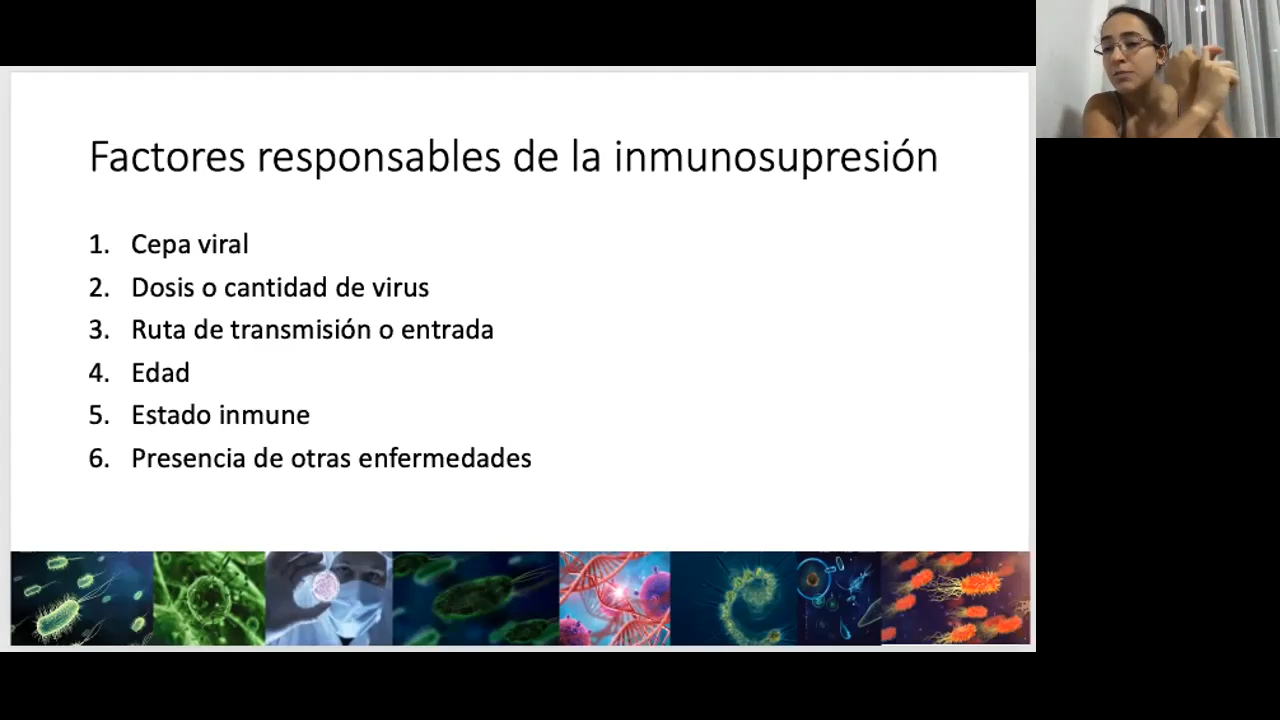 Factores responsables de la inmunosupresión
1. Cepa viral
2. Dosis o cantidad de virus
3. Ruta de transmisión o entrada
4. Edad
5. Estado inmune
6. Presencia de otras enfermedades